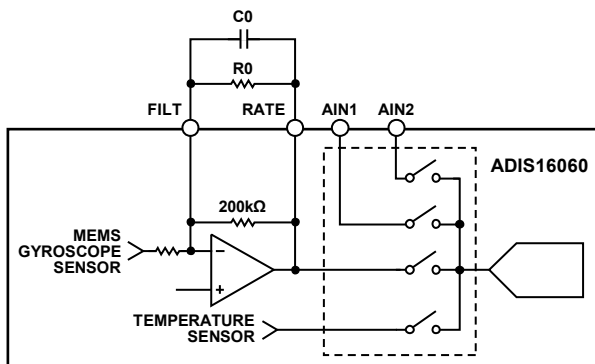 C0
R0
FILT RATE AIN1 AIN2
ADIS16060
200kΩ
MEMS
GYROSCOPE
SENSOR
−
+
TEMPERATURE
SENSOR